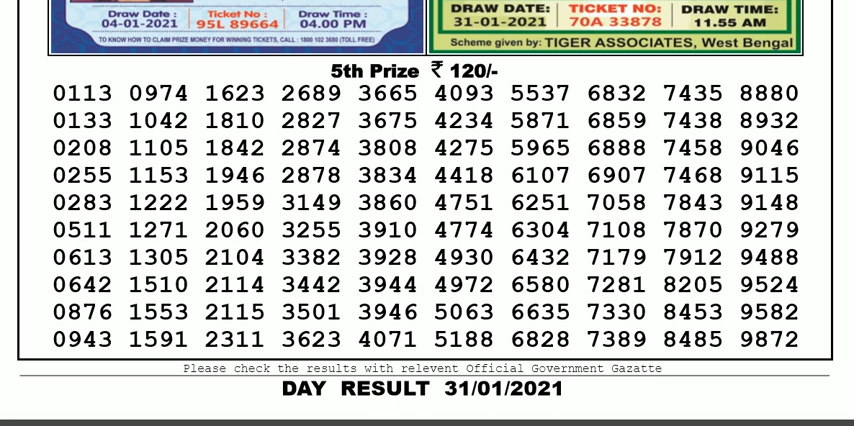 Draw Date : Ticket No : Draw Time :
04-01-2021 95L 89664 04.00 PM
TO KNOW HOW TO CLAIM PRIZE MONEY FOR WINNING TICKETS, CALL : 1800 102 3680 (TOLL FREE)
DRAW DATE: TICKET NO: DRAW TIME:
31-01-2021 70A 33878 11.55 AM
Scheme given by: TIGER ASSOCIATES, West Bengal
5th Prize ₹ 120/-
0113 0974 1623 2689 3665 4093 5537 6832 7435 8880
0133 1042 1810 2827 3675 4234 5871 6859 7438 8932
0208 1105 1842 2874 3808 4275 5965 6888 7458 9046
0255 1153 1946 2878 3834 4418 6107 6907 7468 9115
0283 1222 1959 3149 3860 4751 6251 7058 7843 9148
0511 1271 2060 3255 3910 4774 6304 7108 7870 9279
0613 1305 2104 3382 3928 4930 6432 7179 7912 9488
0642 1510 2114 3442 3944 4972 6580 7281 8205 9524
0876 1553 2115 3501 3946 5063 6635 7330 8453 9582
0943 1591 2311 3623 4071 5188 6828 7389 8485 9872
Please check the results with relevent Official Government Gazatte
DAY RESULT 31/01/2021